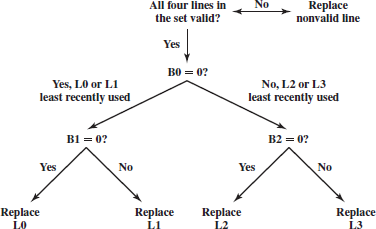 All four lines in
the set valid?
No
Replace
nonvalid line
Yes
B0 = 0?
Yes, L0 or L1
least recently used
No, L2 or L3
least recently used
B1 = 0?
B2 = 0?
Yes
No
Yes
No
Replace
L0
Replace
L1
Replace
L2
Replace
L3